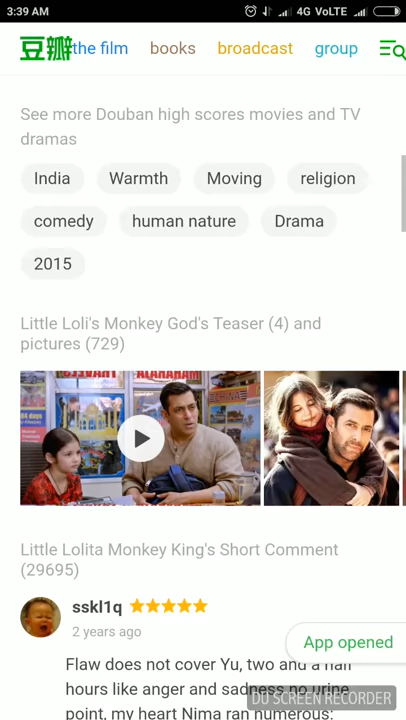 3:39 AM 4G VoLTE
豆瓣 the film books broadcast group
See more Douban high scores movies and TV
dramas
India Warmth Moving religion
comedy human nature Drama
2015
Little Loli's Monkey God's Teaser (4) and
pictures (729)
CHINA
Little Lolita Monkey King's Short Comment
(29695)
sskl1q
2 years ago
App opened
Flaw does not cover Yu, two and a half
hours like anger and sadness no urine
point, my heart Nima ran numerous:
DU SCREEN RECORDER